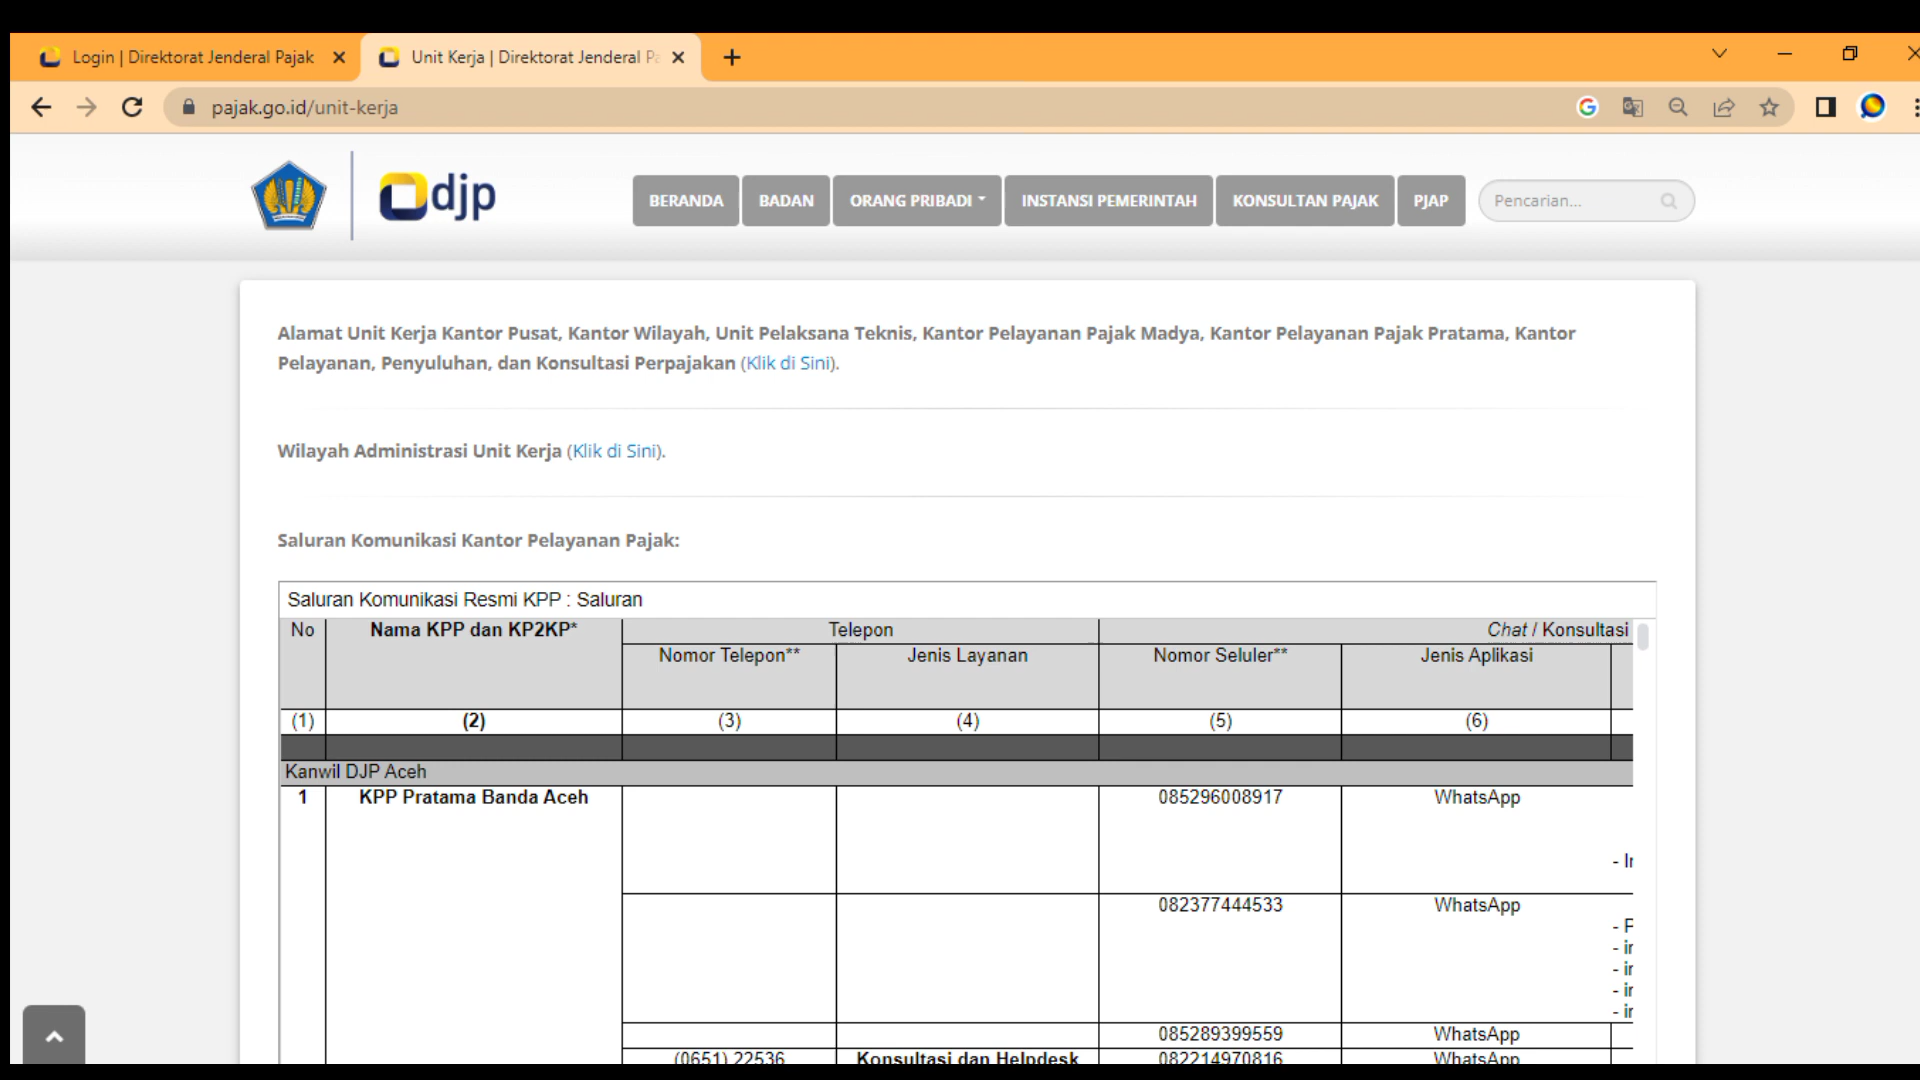 Login | Direktorat Jenderal Pajak
Unit Kerja | Direktorat Jenderal
pajak.go.id/unit-kerja
djp
BERANDA
BADAN
ORANG PRIBADI
INSTANSI PEMERINTAH
KONSULTAN PAJAK
PJAP
Pencarian...
Alamat Unit Kerja Kantor Pusat, Kantor Wilayah, Unit Pelaksana Teknis, Kantor Pelayanan Pajak Madya, Kantor Pelayanan Pajak Pratama, Kantor
Pelayanan, Penyuluhan, dan Konsultasi Perpajakan (Klik di Sini).
Wilayah Administrasi Unit Kerja (Klik di Sini).
Saluran Komunikasi Kantor Pelayanan Pajak:
Saluran Komunikasi Resmi KPP : Saluran
No Nama KPP dan KP2KP* Telepon Chat / Konsultasi
Nomor Telepon** Jenis Layanan Nomor Seluler** Jenis Aplikasi
(1) (2) (3) (4) (5) (6)
Kanwil DJP Aceh
1 KPP Pratama Banda Aceh 085296008917 WhatsApp
082377444533 WhatsApp
085289399559 WhatsApp
(0651) 22536 Konsultasi dan Helpdesk 082214970816 WhatsApp